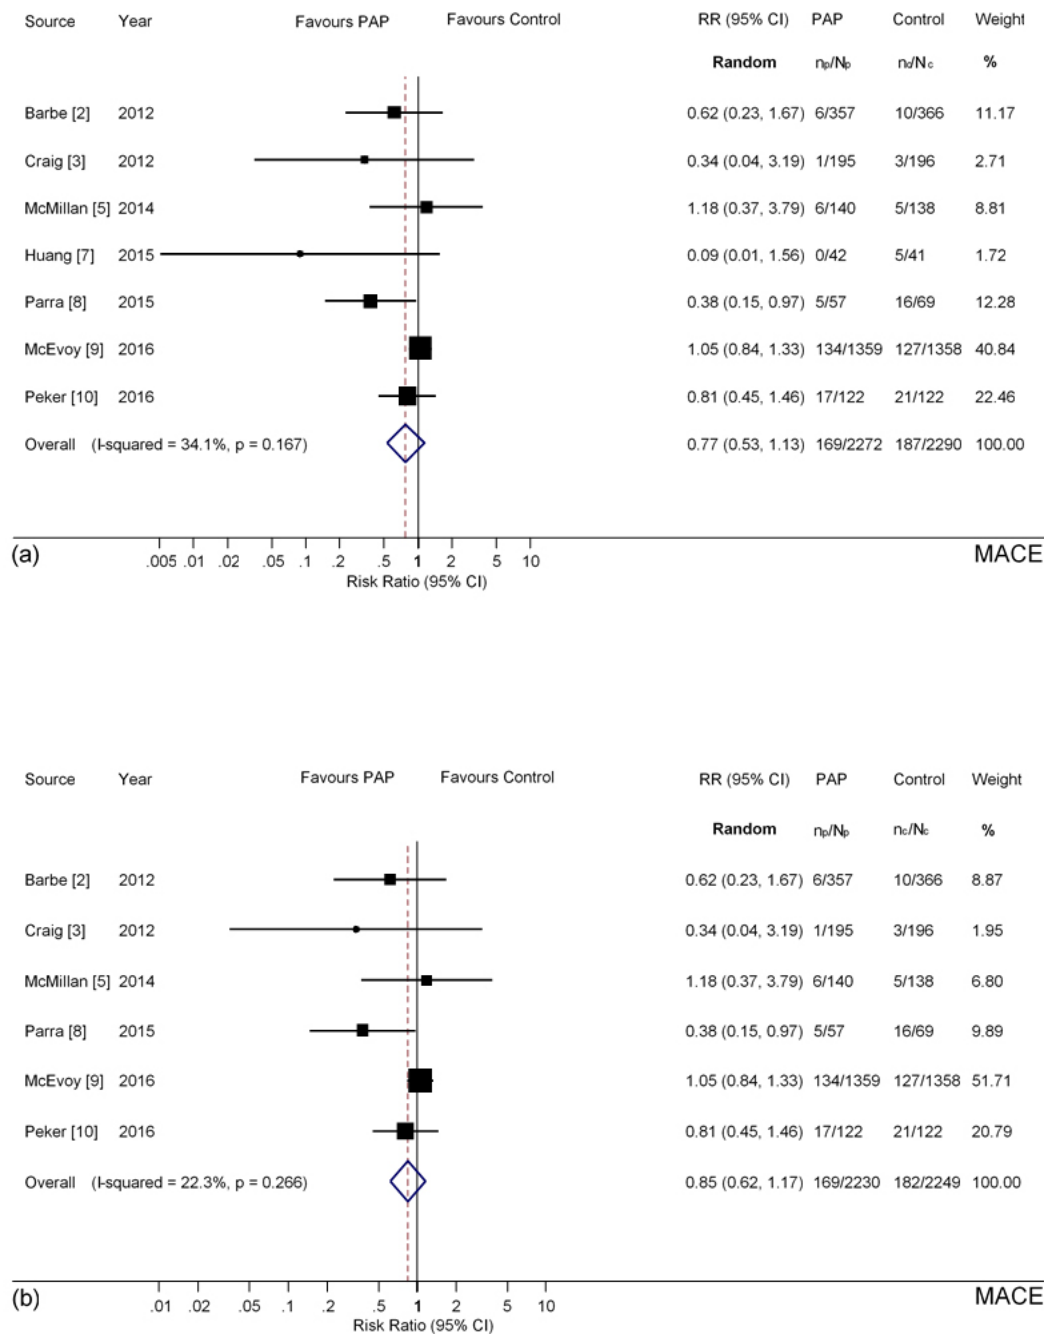 Source Year Favours PAP Favours Control RR (95% CI) PAP Control Weight
Random nₚ/Nₚ n꜀/N꜀ %
Barbe [2] 2012 0.62 (0.23, 1.67) 6/357 10/366 11.17
Craig [3] 2012 0.34 (0.04, 3.19) 1/195 3/196 2.71
McMillan [5] 2014 1.18 (0.37, 3.79) 6/140 5/138 8.81
Huang [7] 2015 0.09 (0.01, 1.56) 0/42 5/41 1.72
Parra [8] 2015 0.38 (0.15, 0.97) 5/57 16/69 12.28
McEvoy [9] 2016 1.05 (0.84, 1.33) 134/1359 127/1358 40.84
Peker [10] 2016 0.81 (0.45, 1.46) 17/122 21/122 22.46
Overall (I-squared = 34.1%, p = 0.167) 0.77 (0.53, 1.13) 169/2272 187/2290 100.00
(a) MACE
.005 .01 .02 .05 .1 .2 .5 1 2 5 10
Risk Ratio (95% CI)
Source Year Favours PAP Favours Control RR (95% CI) PAP Control Weight
Random nₚ/Nₚ n꜀/N꜀ %
Barbe [2] 2012 0.62 (0.23, 1.67) 6/357 10/366 8.87
Craig [3] 2012 0.34 (0.04, 3.19) 1/195 3/196 1.95
McMillan [5] 2014 1.18 (0.37, 3.79) 6/140 5/138 6.80
Parra [8] 2015 0.38 (0.15, 0.97) 5/57 16/69 9.89
McEvoy [9] 2016 1.05 (0.84, 1.33) 134/1359 127/1358 51.71
Peker [10] 2016 0.81 (0.45, 1.46) 17/122 21/122 20.79
Overall (I-squared = 22.3%, p = 0.266) 0.85 (0.62, 1.17) 169/2230 182/2249 100.00
(b) MACE
.01 .02 .05 .1 .2 .5 1 2 5 10
Risk Ratio (95% CI)